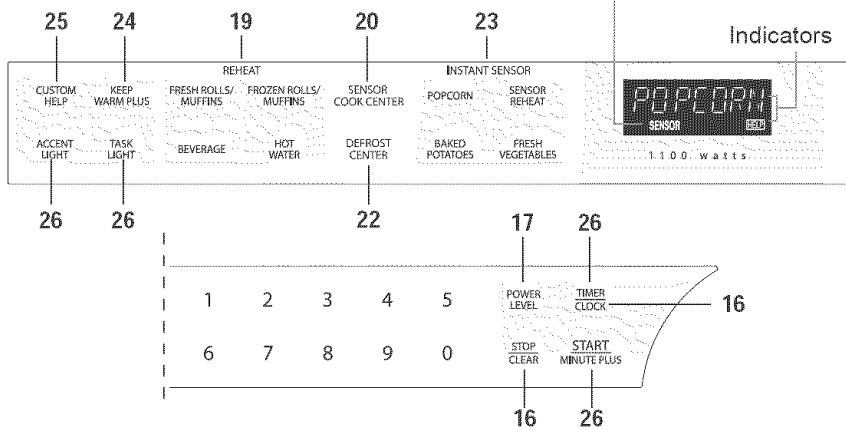 25 24 19 20 23
Indicators
REHEAT INSTANT SENSOR
CUSTOM HELP
KEEP WARM PLUS
FRESH ROLLS/ MUFFINS
FROZEN ROLLS/ MUFFINS
SENSOR COOK CENTER
POPCORN
SENSOR REHEAT
POPCORN
SENSOR HELP
ACCENT LIGHT
TASK LIGHT
BEVERAGE
HOT WATER
DEFROST CENTER
BAKED POTATOES
FRESH VEGETABLES
1100 watts
26 26 22
17 26
1 2 3 4 5
POWER LEVEL
TIMER
CLOCK
16
6 7 8 9 0
STOP
CLEAR
START
MINUTE PLUS
16 26